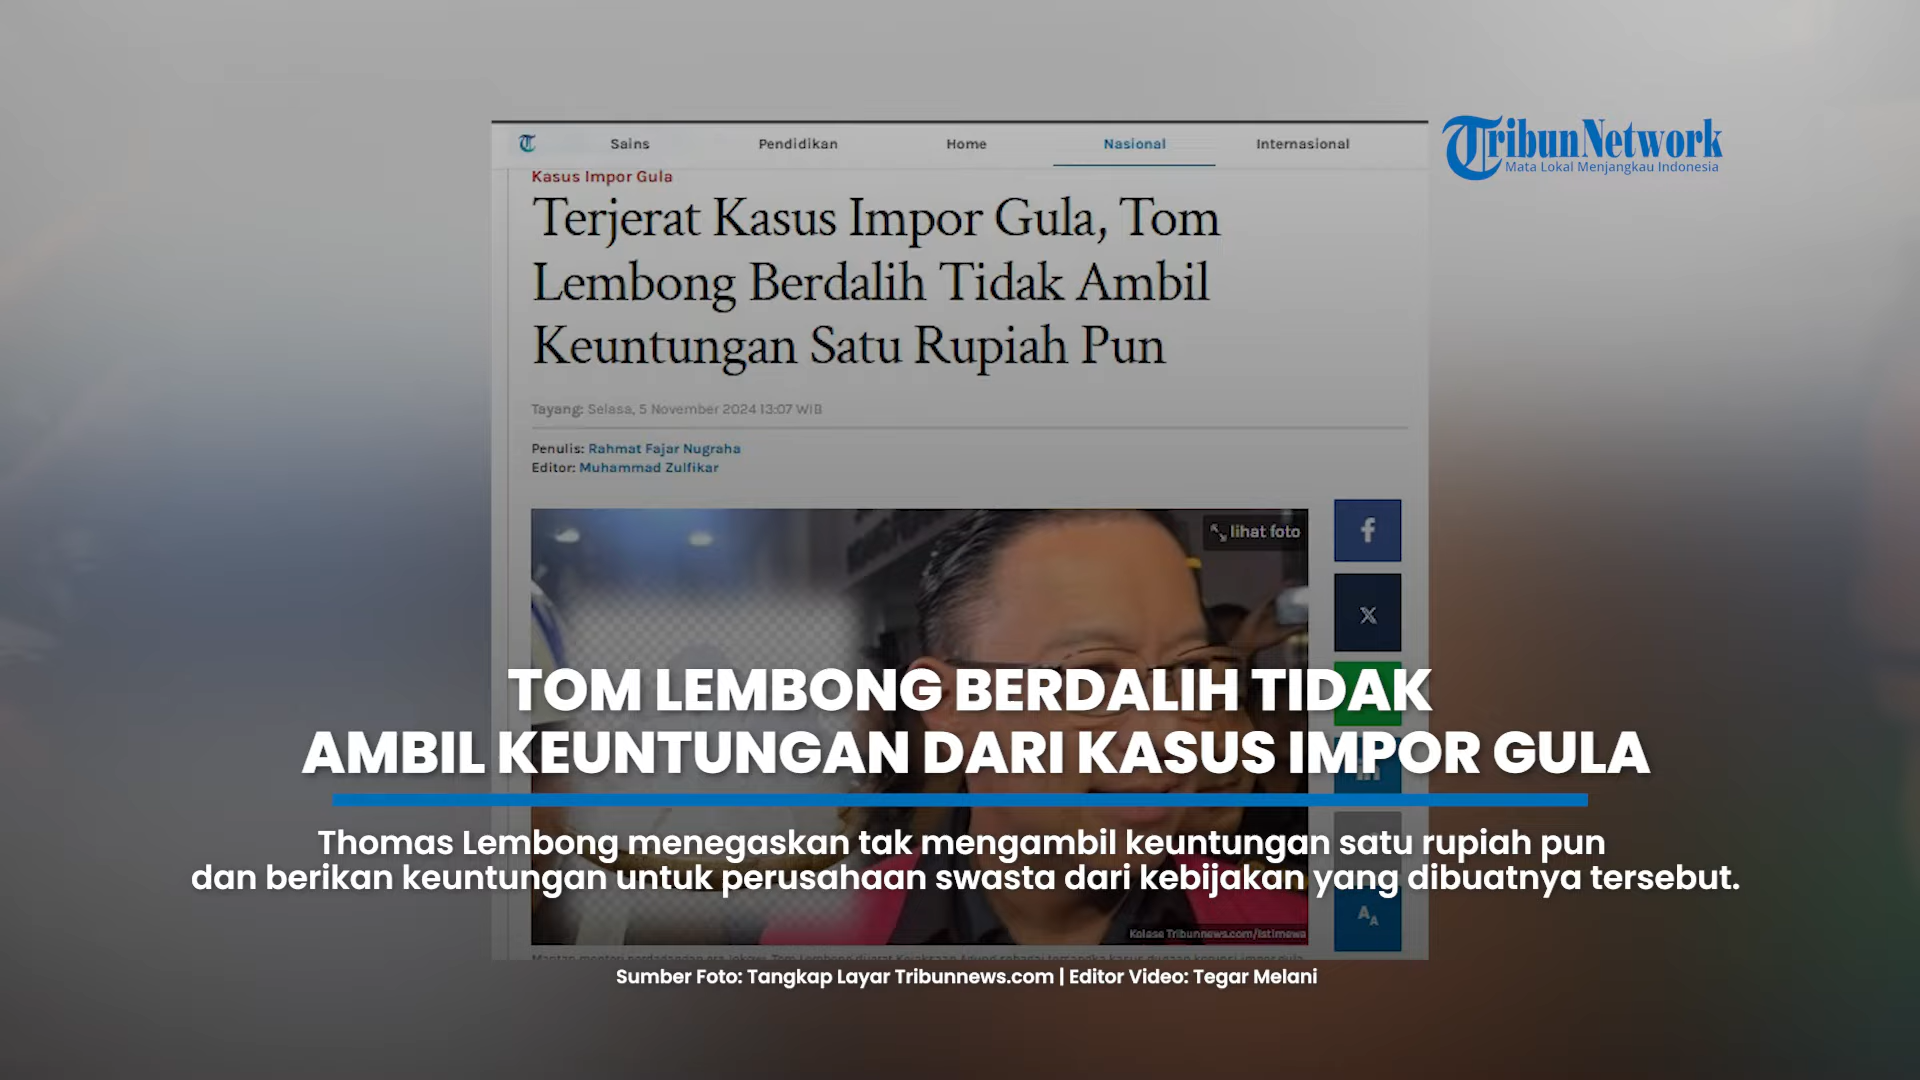 Sains Pendidikan Home Nasional Internasional
TribunNetwork
Mata Lokal Menjangkau Indonesia
Kasus Impor Gula
Terjerat Kasus Impor Gula, Tom
Lembong Berdalih Tidak Ambil
Keuntungan Satu Rupiah Pun
Tayang: Selasa, 5 November 2024 13:07 WIB
Penulis: Rahmat Fajar Nugraha
Editor: Muhammad Zulfikar
lihat foto
TOM LEMBONG BERDALIH TIDAK
AMBIL KEUNTUNGAN DARI KASUS IMPOR GULA
Thomas Lembong menegaskan tak mengambil keuntungan satu rupiah pun
dan berikan keuntungan untuk perusahaan swasta dari kebijakan yang dibuatnya tersebut.
AA
Kolase Tribunnews.com/Istimewa
Sumber Foto: Tangkap Layar Tribunnews.com | Editor Video: Tegar Melani